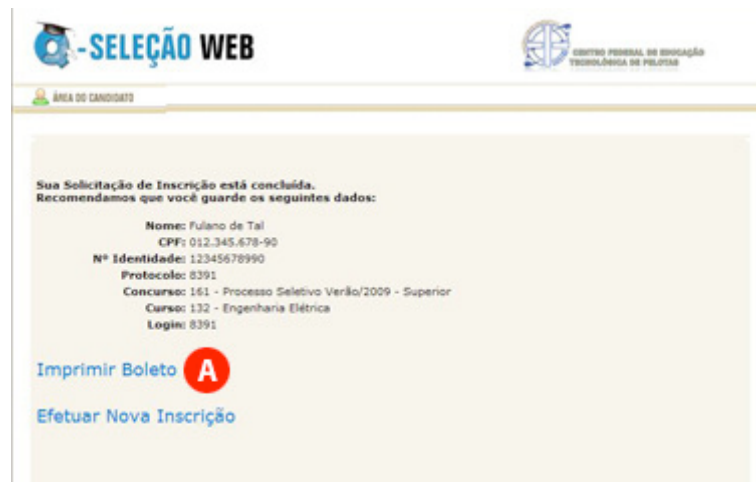 Q-SELEÇÃO WEB
CENTRO FEDERAL DE EDUCAÇÃO
TECNOLÓGICA DE PELOTAS
ÁREA DO CANDIDATO
Sua Solicitação de Inscrição está concluída.
Recomendamos que você guarde os seguintes dados:
Nome: Fulano de Tal
CPF: 012.345.678-90
Nº Identidade: 12345678990
Protocolo: 8391
Concurso: 161 - Processo Seletivo Verão/2009 - Superior
Curso: 132 - Engenharia Elétrica
Login: 8391
Imprimir Boleto A
Efetuar Nova Inscrição